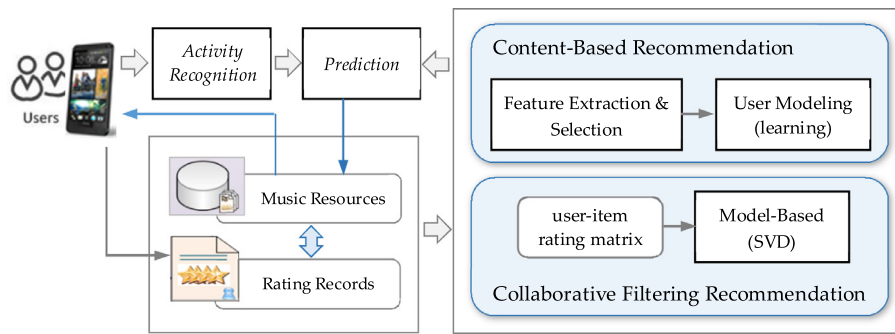 Users
Activity
Recognition
Prediction
Music Resources
Rating Records
Content-Based Recommendation
Feature Extraction &
Selection
User Modeling
(learning)
user-item
rating matrix
Model-Based
(SVD)
Collaborative Filtering Recommendation